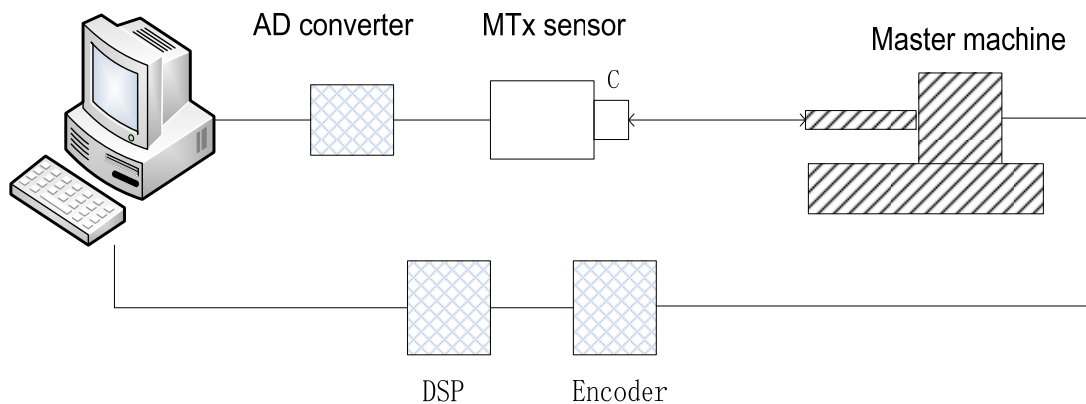 AD converter
MTx sensor
Master machine
C
DSP
Encoder